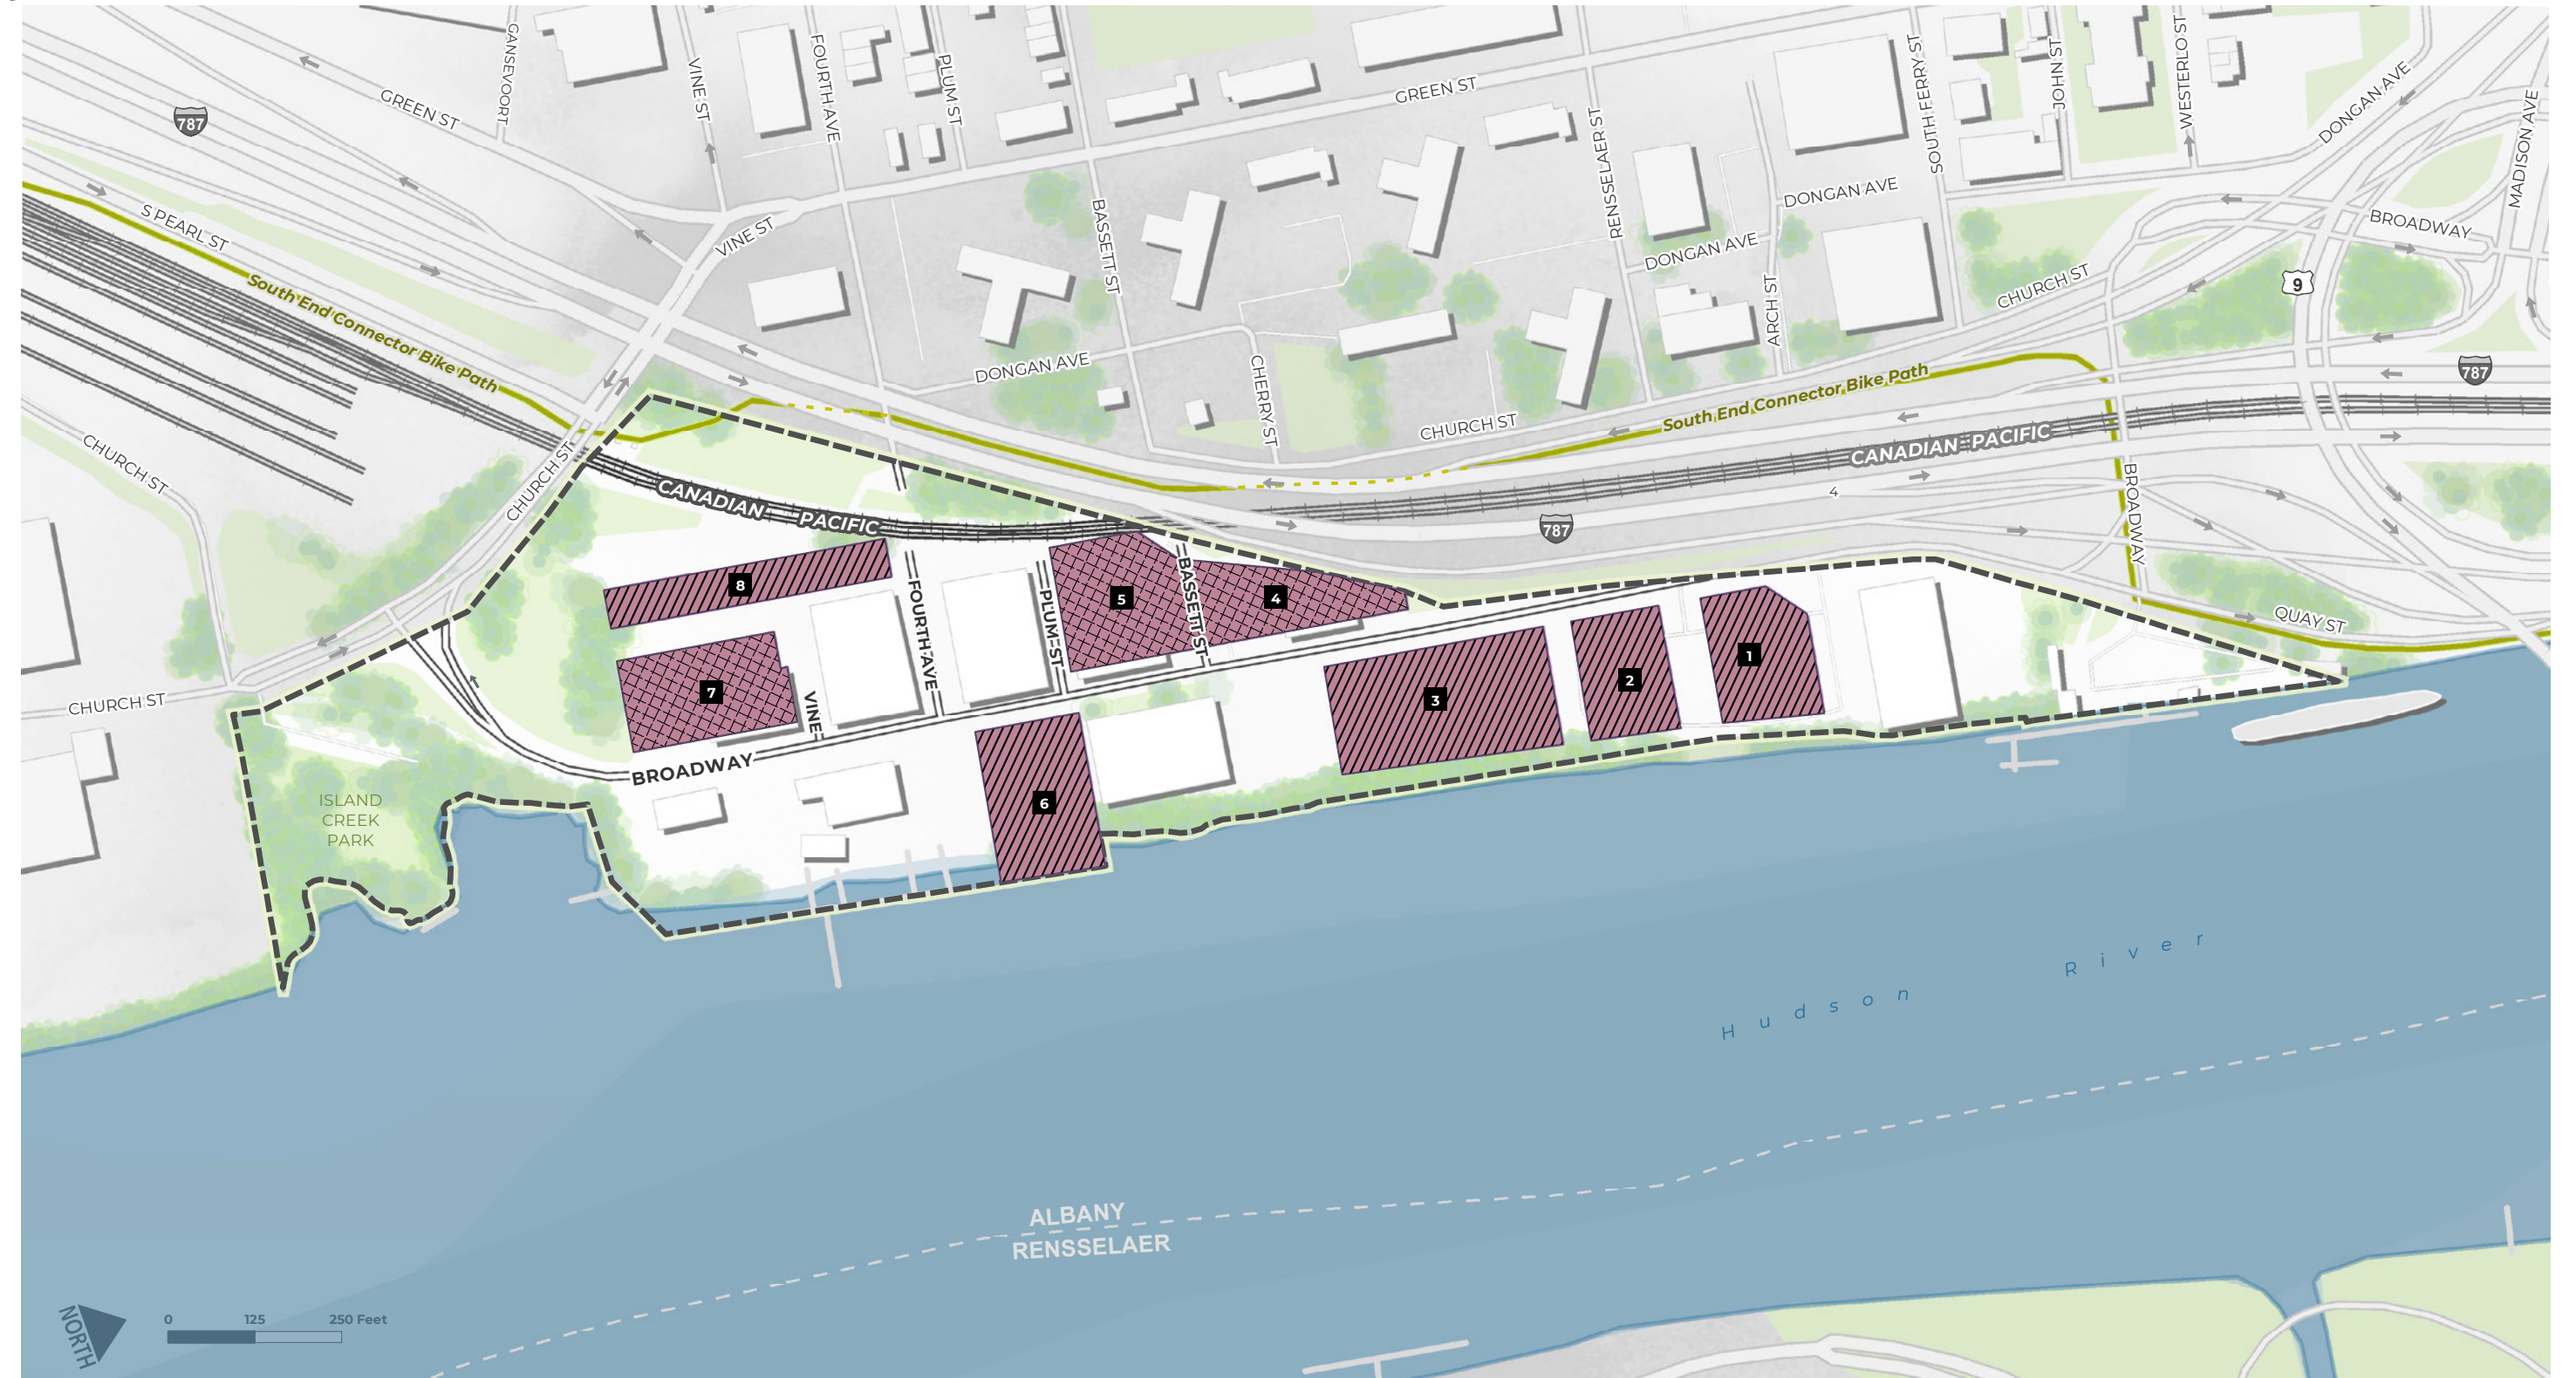 GANSEVOORT
VINE ST
FOURTH AVE
PLUM ST
SOUTH FERRY ST
JOHN ST
WESTERLO ST
DONGAN AVE
MADISON AVE
GREEN ST
GREEN ST
787
RENSSELAER ST
S PEARL ST
VINE ST
BASSETT ST
DONGAN AVE
DONGAN AVE
BROADWAY
9
CHURCH ST
ARCH ST
South End Connector Bike Path
DONGAN AVE
CHERRY ST
787
South End Connector Bike Path
CHURCH ST
CHURCH ST
CHURCH ST
CANADIAN PACIFIC
CANADIAN PACIFIC
4
BROADWAY
787
8
5
4
BASSETT ST
FOURTH AVE
PLUM ST
QUAY ST
7
VINE
3
2
1
CHURCH ST
BROADWAY
6
ISLAND
CREEK
PARK
Hudson River
ALBANY
RENSSELAER
NORTH
0 125 250 Feet